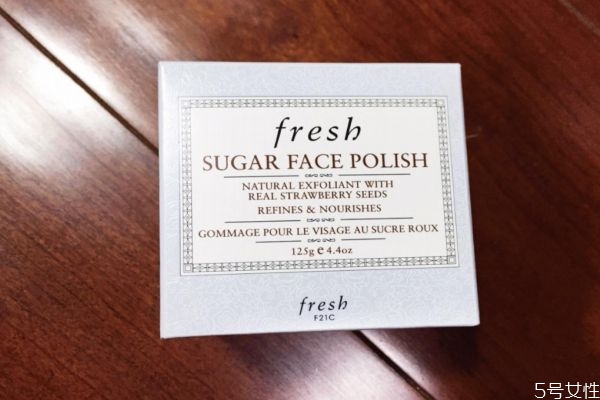 fresh
SUGAR FACE POLISH
NATURAL EXFOLIANT WITH
REAL STRAWBERRY SEEDS
REFINES & NOURISHES
GOMMAGE POUR LE VISAGE AU SUCRE ROUX
125g e 4.4oz
fresh
F21C
5号女性